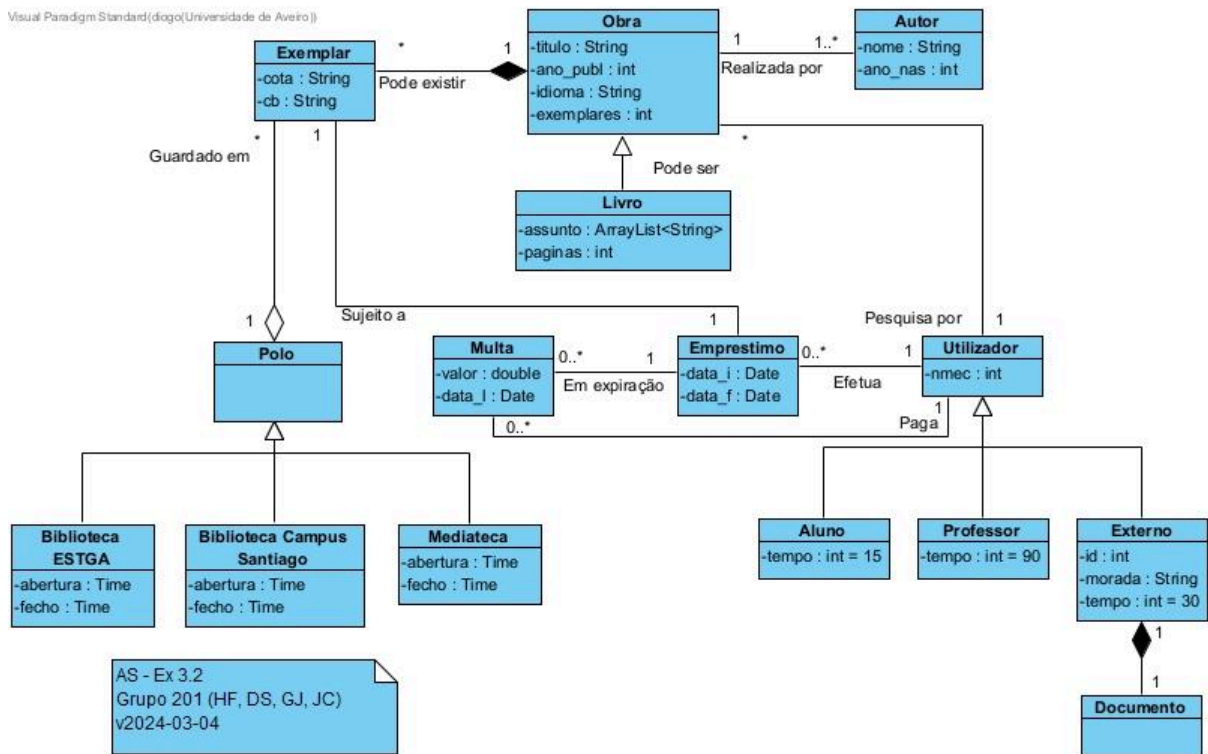 Visual Paradigm Standard(diogo(Universidade de Aveiro))
Exemplar
-cota : String
-cb : String
*
1
Pode existir
Obra
-titulo : String
-ano_publ : int
-idioma : String
-exemplares : int
1
1..*
Realizada por
Autor
-nome : String
-ano_nas : int
*
Guardado em
1
*
Pode ser
Livro
-assunto : ArrayList<String>
-paginas : int
1
Sujeito a
1
Pesquisa por
1
Polo
Multa
-valor : double
-data_l : Date
0..*
1
Em expiração
Emprestimo
-data_i : Date
-data_f : Date
0..*
1
Efetua
Utilizador
-nmec : int
0..*
Paga
1
Biblioteca
ESTGA
-abertura : Time
-fecho : Time
Biblioteca Campus
Santiago
-abertura : Time
-fecho : Time
Mediateca
-abertura : Time
-fecho : Time
Aluno
-tempo : int = 15
Professor
-tempo : int = 90
Externo
-id : int
-morada : String
-tempo : int = 30
1
1
Documento
AS - Ex 3.2
Grupo 201 (HF, DS, GJ, JC)
v2024-03-04